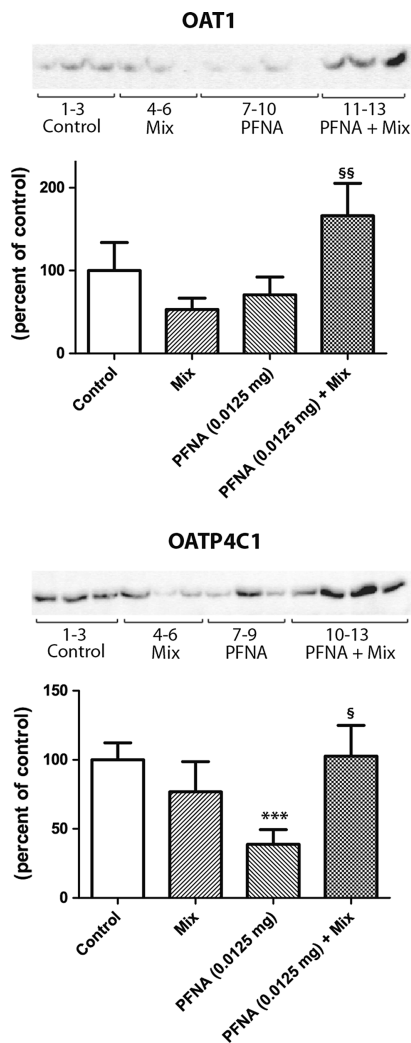 OAT1
1-3 4-6 7-10 11-13
Control Mix PFNA PFNA + Mix
(percent of control)
200
100
0
§§
Control
Mix
PFNA (0.0125 mg)
PFNA (0.0125 mg) + Mix
OATP4C1
1-3 4-6 7-9 10-13
Control Mix PFNA PFNA + Mix
(percent of control)
150
100
50
0
***
§
Control
Mix
PFNA (0.0125 mg)
PFNA (0.0125 mg) + Mix